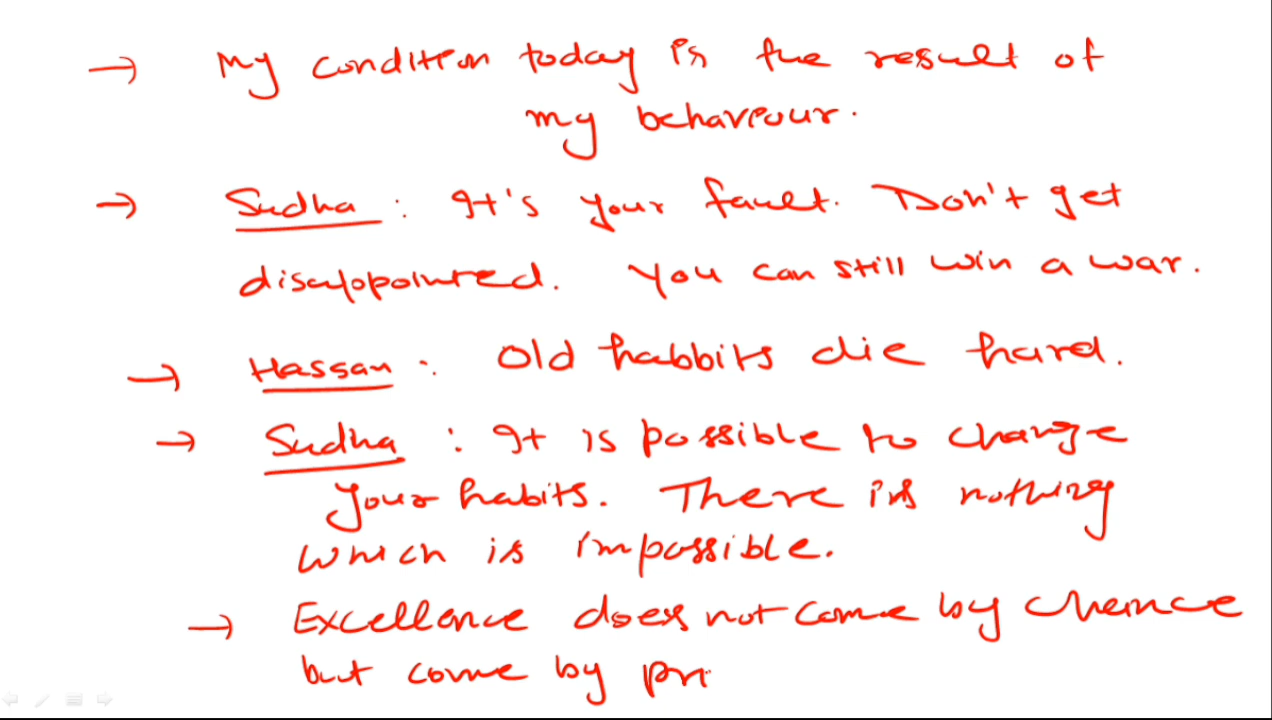 → My condition today is the result of
my behaviour.
→ Sudha : It's your fault. Don't get
disappointed. You can still win a war.
→ Hassan : Old habbits die hard.
→ Sudha : It is possible to change
your habits. There is nothing
which is impossible.
→ Excellence does not come by chance
but come by pr